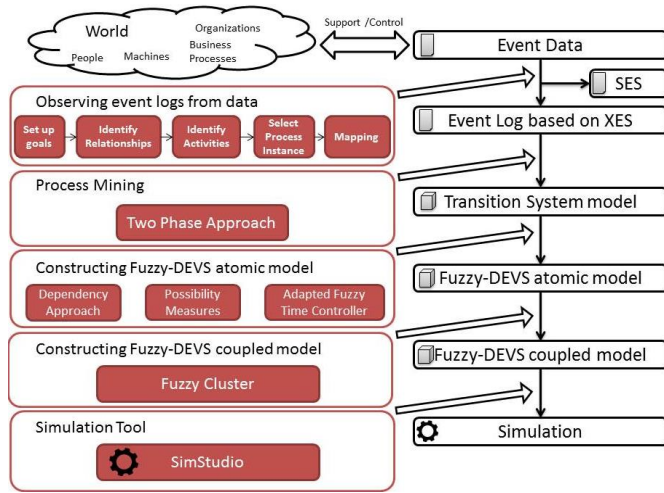 World
Organizations
Business
Processes
People
Machines
Support /Control
Event Data
SES
Observing event logs from data
Set up
goals
Identify
Relationships
Identify
Activities
Select
Process
Instance
Mapping
Event Log based on XES
Process Mining
Two Phase Approach
Transition System model
Constructing Fuzzy-DEVS atomic model
Dependency
Approach
Possibility
Measures
Adapted Fuzzy
Time Controller
Fuzzy-DEVS atomic model
Constructing Fuzzy-DEVS coupled model
Fuzzy Cluster
Fuzzy-DEVS coupled model
Simulation Tool
SimStudio
Simulation